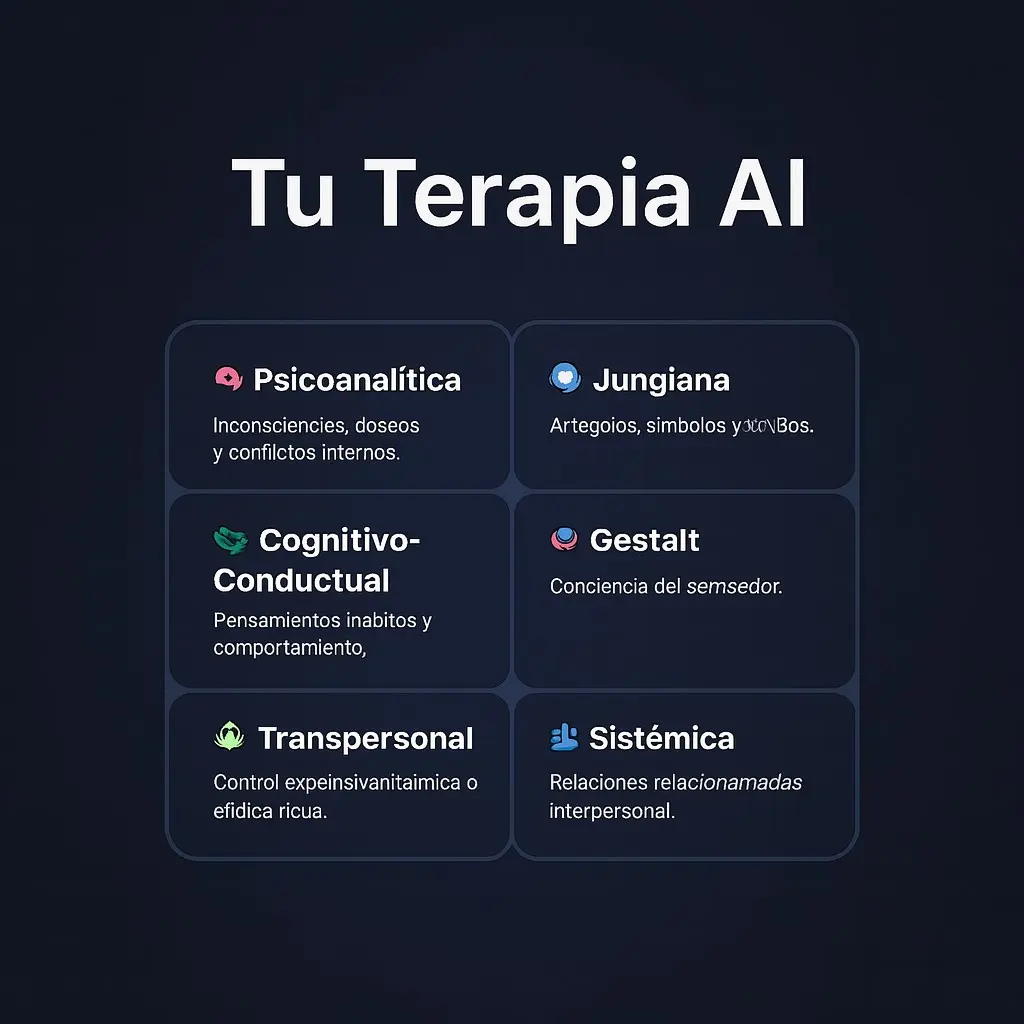 Tu Terapia AI
Psicoanalítica
Inconsciencies, doseos
y confilctos internos.
Jungiana
Artegoios, simbolos y Bos.
Cognitivo-
Conductual
Pensamientos inabitos y
comportamiento,
Gestalt
Conciencia del semsedor.
Transpersonal
Control expeinsivanitaimica o
efidica ricua.
Sistémica
Relaciones relacionamadas
interpersonal.